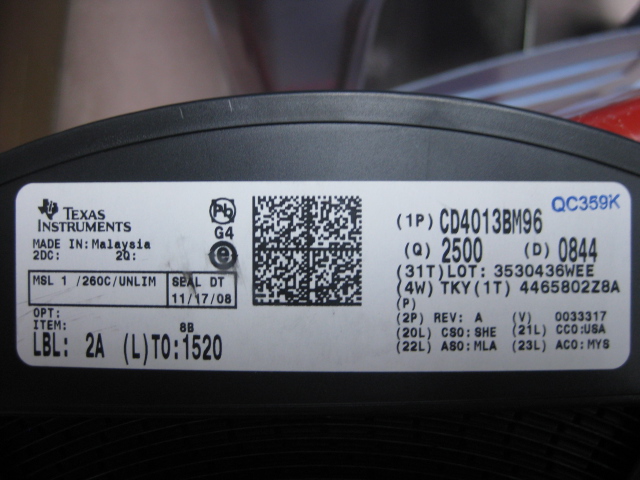 TEXAS
INSTRUMENTS
MADE IN: Malaysia
2DC: 2Q:
MSL 1 /260C/UNLIM
SEAL DT
11/17/08
OPT:
ITEM:
8B
LBL: 2A (L)TO:1520
Pb
G4
e
QC359K
(1P) CD4013BM96
(Q) 2500 (D) 0844
(31T)LOT: 3530436WEE
(4W) TKY(1T) 4465802Z8A
(P)
(2P) REV: A (V) 0033317
(20L) CSO:SHE (21L) CCO:USA
(22L) ASO:MLA (23L) ACO:MYS